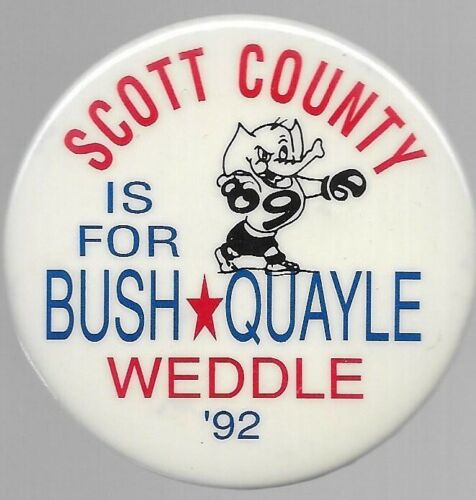 SCOTT COUNTY
89
IS
FOR
BUSH★QUAYLE
WEDDLE
'92